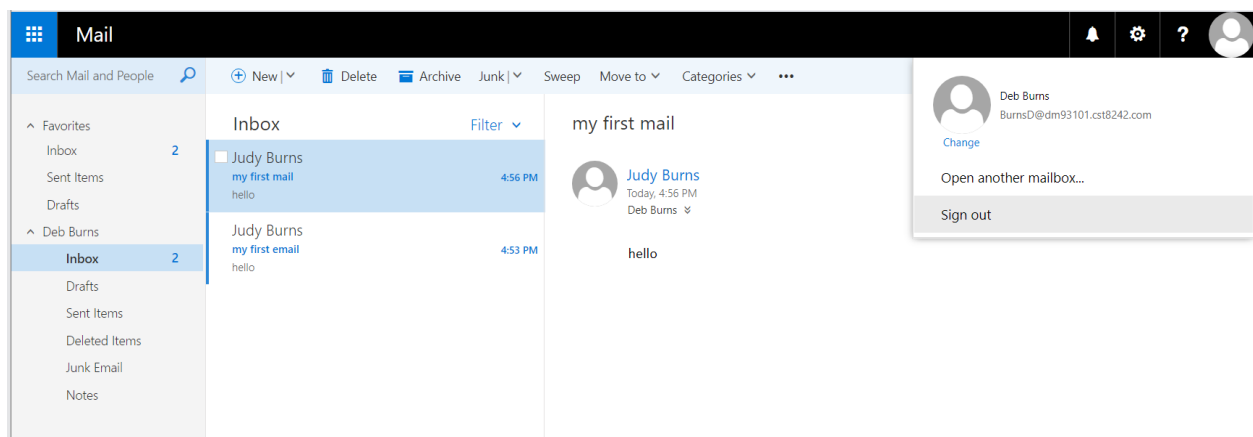 Mail
?
Search Mail and People
New
Delete
Archive
Junk
Sweep
Move to
Categories
•••
Favorites
Inbox 2
Sent Items
Drafts
Deb Burns
Inbox 2
Drafts
Sent Items
Deleted Items
Junk Email
Notes
Inbox
Filter
Judy Burns
my first mail 4:56 PM
hello
Judy Burns
my first email 4:53 PM
hello
my first mail
Judy Burns
Today, 4:56 PM
Deb Burns
hello
Deb Burns
BurnsD@dm93101.cst8242.com
Change
Open another mailbox...
Sign out